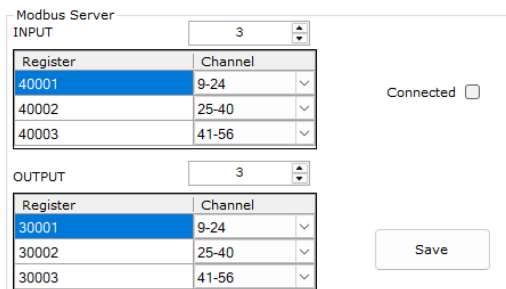 Modbus Server
INPUT 3
Register Channel
40001 9-24
Connected
40002 25-40
40003 41-56
OUTPUT 3
Register Channel
30001 9-24
30002 25-40
Save
30003 41-56